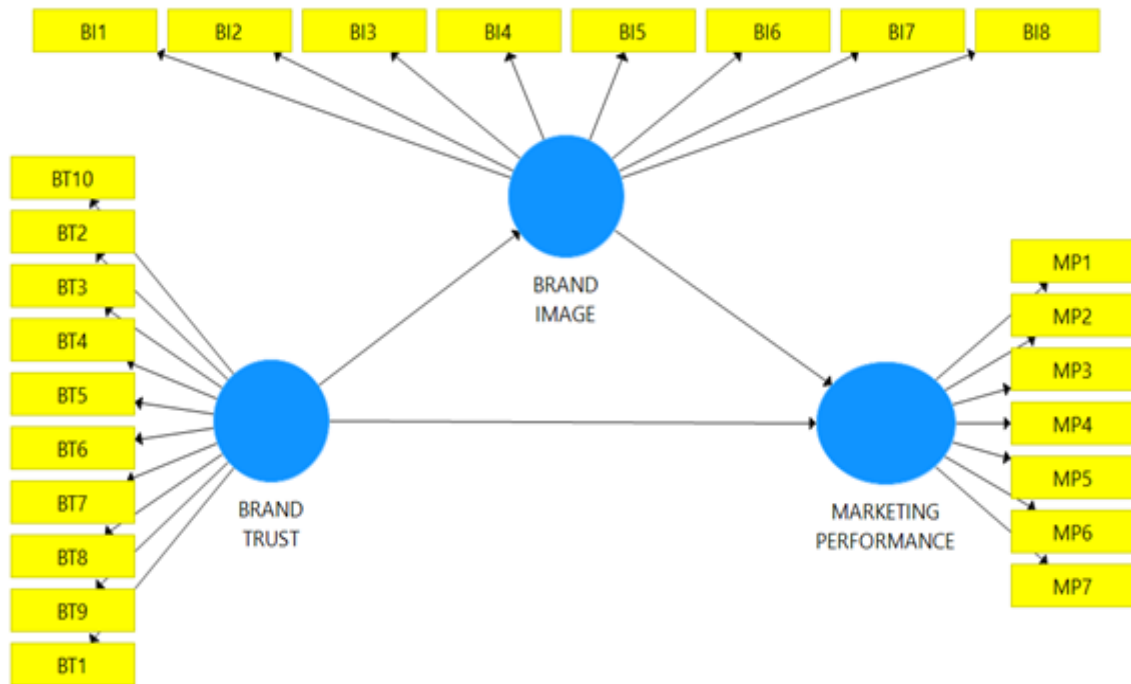 BI1
BI2
BI3
BI4
BI5
BI6
BI7
BI8
BT10
BT2
BT3
BT4
BT5
BT6
BT7
BT8
BT9
BT1
BRAND
IMAGE
BRAND
TRUST
MARKETING
PERFORMANCE
MP1
MP2
MP3
MP4
MP5
MP6
MP7